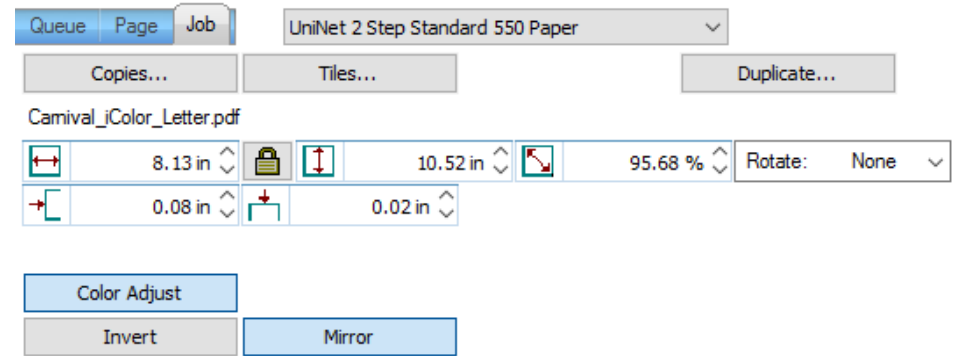 Queue Page Job UniNet 2 Step Standard 550 Paper
Copies... Tiles... Duplicate...
Carnival_iColor_Letter.pdf
8.13 in 10.52 in 95.68 % Rotate: None
0.08 in 0.02 in
Color Adjust
Invert Mirror